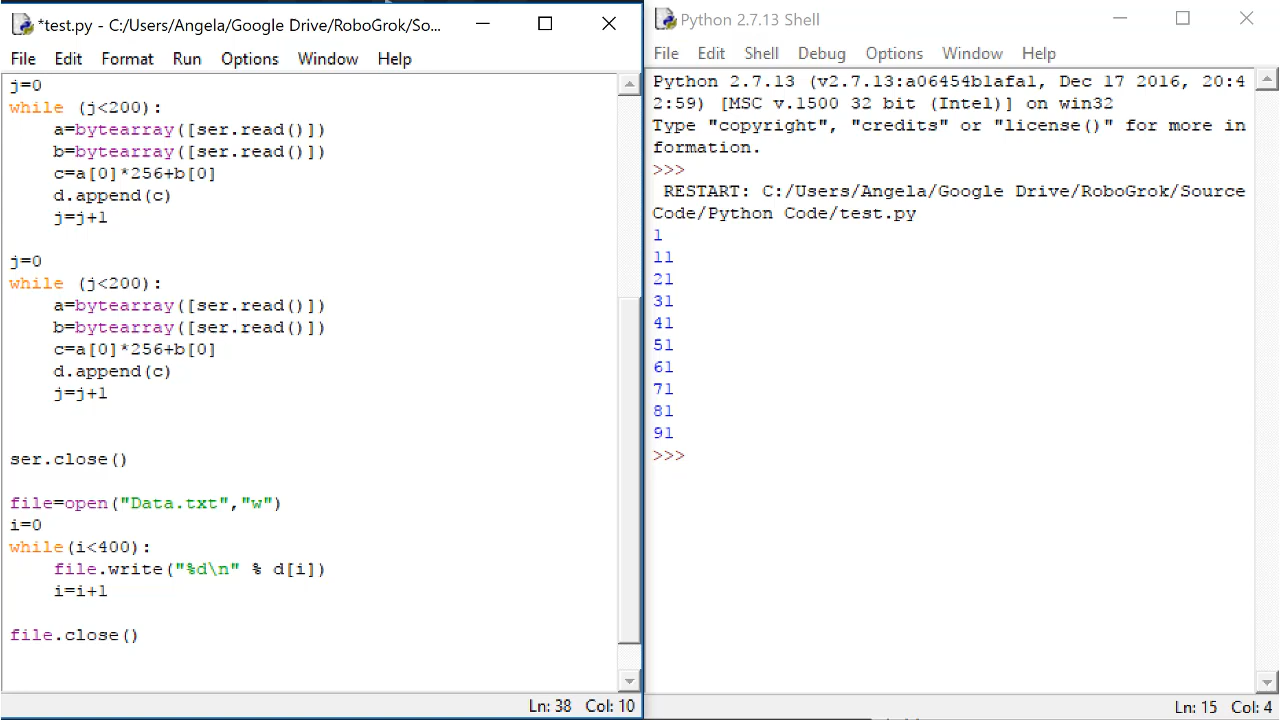 *test.py - C:/Users/Angela/Google Drive/RoboGrok/So...
File Edit Format Run Options Window Help
j=0
while (j<200):
    a=bytearray([ser.read()])
    b=bytearray([ser.read()])
    c=a[0]*256+b[0]
    d.append(c)
    j=j+1
j=0
while (j<200):
    a=bytearray([ser.read()])
    b=bytearray([ser.read()])
    c=a[0]*256+b[0]
    d.append(c)
    j=j+1
ser.close()
file=open("Data.txt","w")
i=0
while(i<400):
    file.write("%d\n" % d[i])
    i=i+1
file.close()
Ln: 38 Col: 10
Python 2.7.13 Shell
File Edit Shell Debug Options Window Help
Python 2.7.13 (v2.7.13:a06454b1afa1, Dec 17 2016, 20:4
2:59) [MSC v.1500 32 bit (Intel)] on win32
Type "copyright", "credits" or "license()" for more in
formation.
>>>
 RESTART: C:/Users/Angela/Google Drive/RoboGrok/Source
Code/Python Code/test.py
1
11
21
31
41
51
61
71
81
91
>>>
Ln: 15 Col: 4